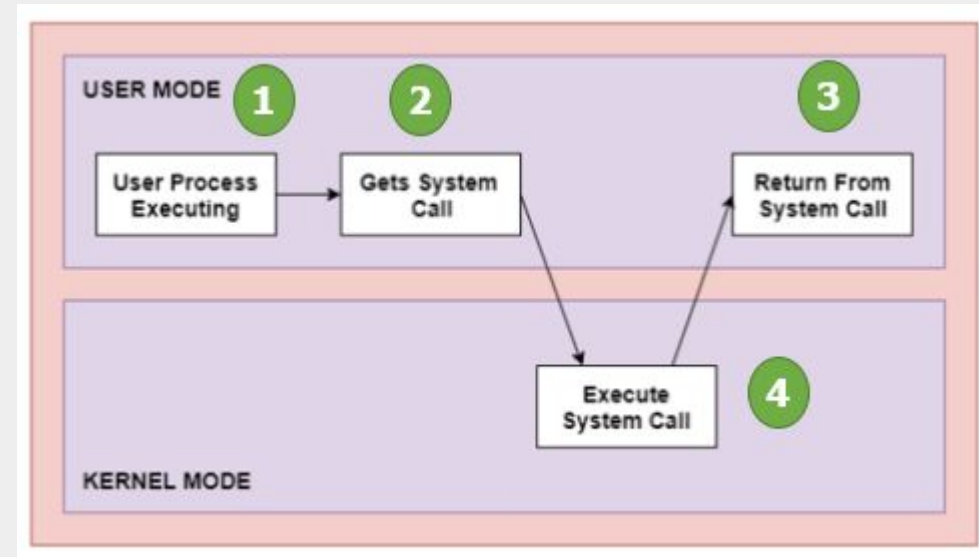 USER MODE
1
2
3
User Process
Executing
Gets System
Call
Return From
System Call
Execute
System Call
4
KERNEL MODE